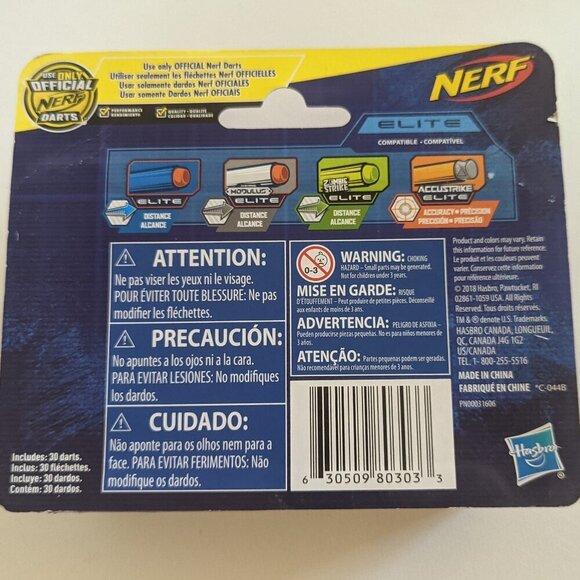 USE ONLY
OFFICIAL
NERF
DARTS
Use only OFFICIAL Nerf Darts
Utiliser seulement les fléchettes Nerf OFFICIELLES
Usar solamente dardos Nerf OFICIALES
Usar somente Dardos Nerf OFICIAIS
PERFORMANCE
RENDIMIENTO
QUALITY • QUALITÉ
CALIDAD • QUALIDADE
NERF
ELITE
COMPATIBLE • COMPATÍVEL
ELITE
DISTANCE
ALCANCE
MODULUS
ELITE
DISTANCE
ALCANCE
ZOMBIE
STRIKE
ELITE
DISTANCE
ALCANCE
ACCUSTRIKE
ELITE
ACCURACY • PRÉCISION
PRECISIÓN • PRECISÃO
ATTENTION:
Ne pas viser les yeux ni le visage.
POUR ÉVITER TOUTE BLESSURE: Ne pas
modifier les fléchettes.
PRECAUCIÓN:
No apuntes a los ojos ni a la cara.
PARA EVITAR LESIONES: No modifiques
los dardos.
CUIDADO:
Não aponte para os olhos nem para a
face. PARA EVITAR FERIMENTOS: Não
modifique os dardos.
0-3
WARNING: CHOKING
HAZARD – Small parts may be generated.
Not for children under 3 years.
MISE EN GARDE: RISQUE
D'ÉTOUFFEMENT – Peut produire de petites pièces. Déconseillé
aux enfants de moins de 3 ans.
ADVERTENCIA: PELIGRO DE ASFIXIA –
Pueden producirse piezas pequeñas. No es para niños menores
de 3 años.
ATENÇÃO: Partes pequenas podem ser geradas.
Não recomendável para crianças menores de 3 anos.
Product and colors may vary. Retain
this information for future reference.
Le produit et les couleurs peuvent
varier. Conservez cette information
pour référence ultérieure.
© 2018 Hasbro, Pawtucket, RI
02861-1059 USA. All Rights
Reserved. Tous droits réservés.
TM & ® denote U.S. Trademarks.
HASBRO CANADA, LONGUEUIL,
QC, CANADA J4G 1G2
US/CANADA
TEL. 1- 800-255-5516
MADE IN CHINA
FABRIQUÉ EN CHINE *C-044B
PN00031606
Includes: 30 darts.
Inclus: 30 fléchettes.
Incluye: 30 dardos.
Contém: 30 dardos.
6 30509 80303 3
Hasbro